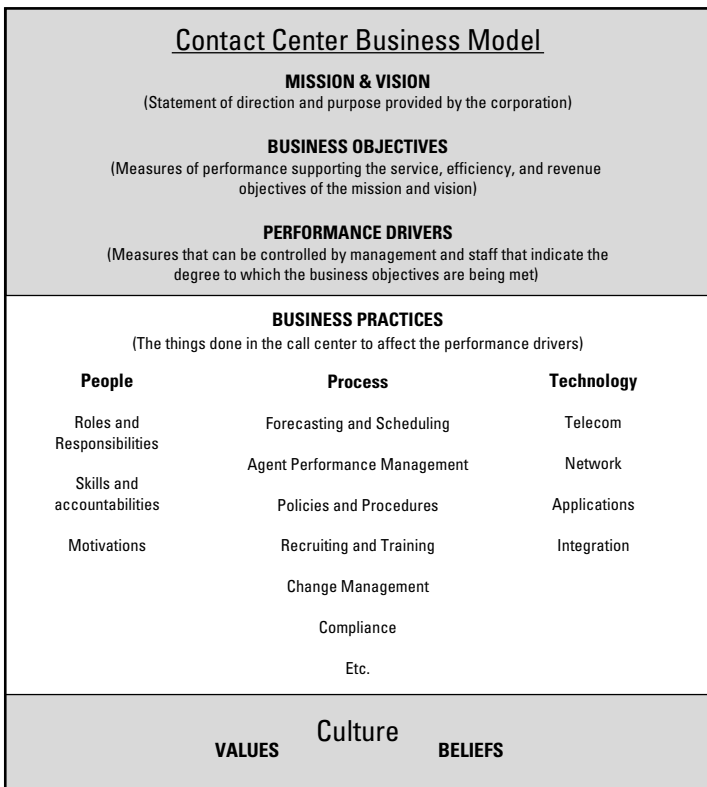 Contact Center Business Model
MISSION & VISION
(Statement of direction and purpose provided by the corporation)
BUSINESS OBJECTIVES
(Measures of performance supporting the service, efficiency, and revenue
objectives of the mission and vision)
PERFORMANCE DRIVERS
(Measures that can be controlled by management and staff that indicate the
degree to which the business objectives are being met)
BUSINESS PRACTICES
(The things done in the call center to affect the performance drivers)
People
Roles and
Responsibilities
Skills and
accountabilities
Motivations
Process
Forecasting and Scheduling
Agent Performance Management
Policies and Procedures
Recruiting and Training
Change Management
Compliance
Etc.
Technology
Telecom
Network
Applications
Integration
Culture
VALUES
BELIEFS